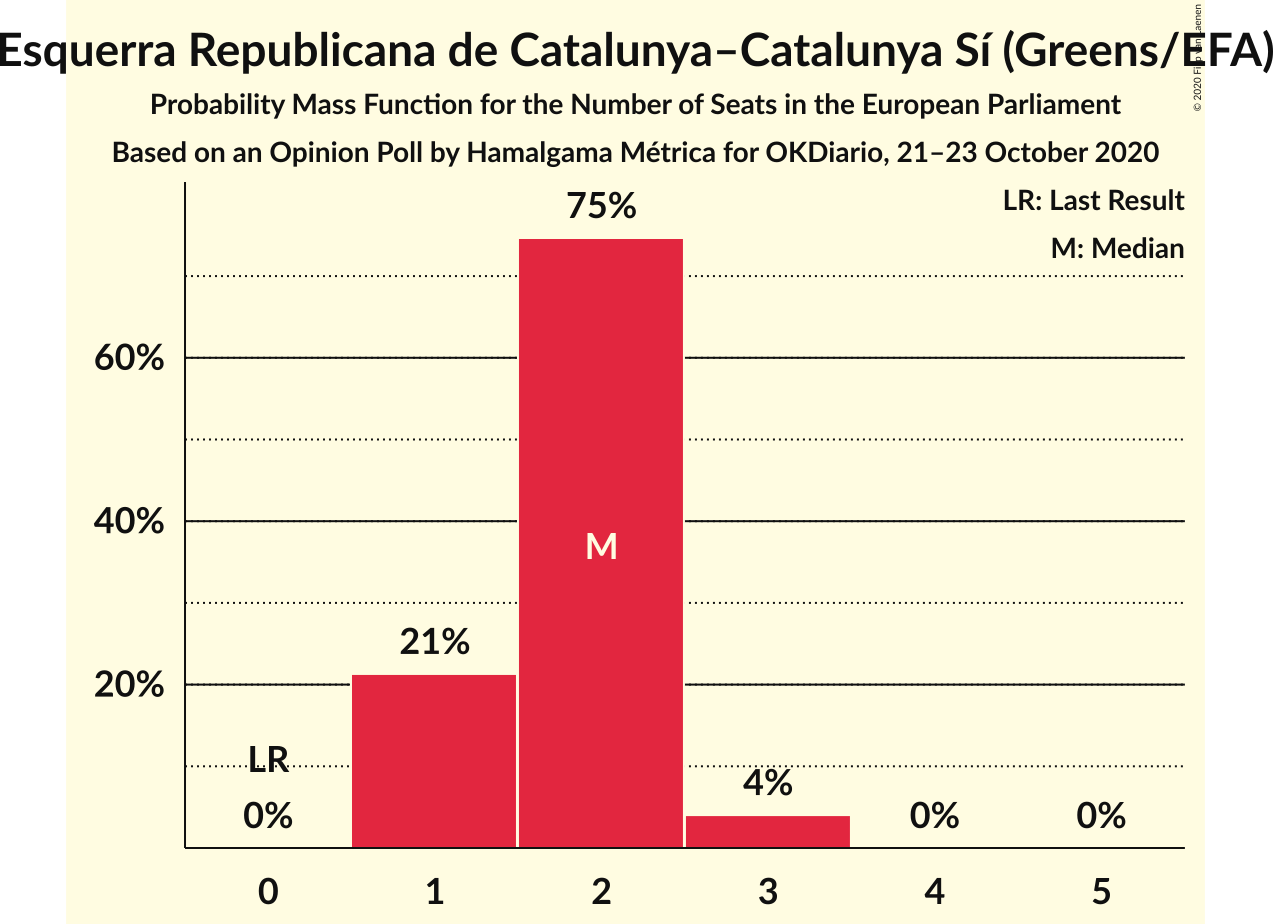 Esquerra Republicana de Catalunya–Catalunya Sí (Greens/EFA)
Probability Mass Function for the Number of Seats in the European Parliament
Based on an Opinion Poll by Hamalgama Métrica for OKDiario, 21–23 October 2020
LR: Last Result
M: Median
75%
60%
40%
M
21%
20%
LR
4%
0%
0%
0%
0 1 2 3 4 5
© 2020